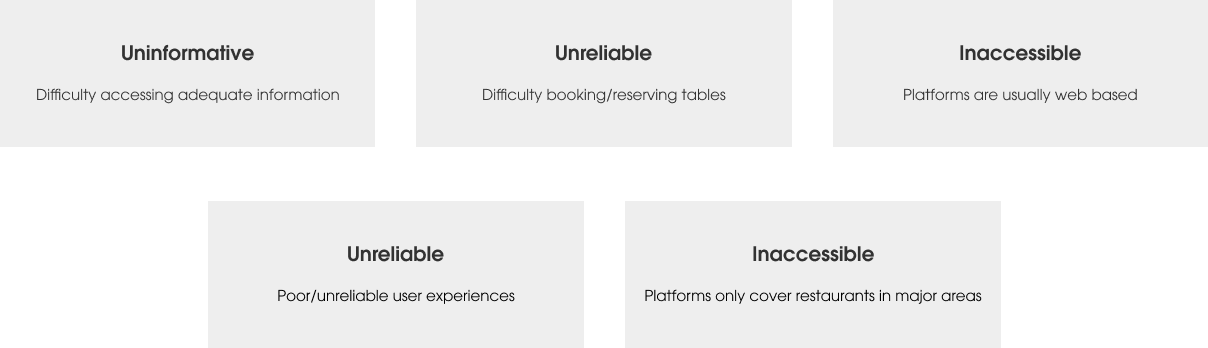 Uninformative
Difficulty accessing adequate information
Unreliable
Difficulty booking/reserving tables
Inaccessible
Platforms are usually web based
Unreliable
Poor/unreliable user experiences
Inaccessible
Platforms only cover restaurants in major areas